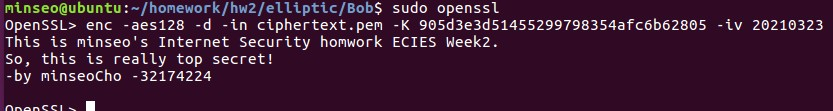 minseo@ubuntu:~/homework/hw2/elliptic/Bob$ sudo openssl
OpenSSL> enc -aes128 -d -in ciphertext.pem -K 905d3e3d51455299798354afc6b62805 -iv 20210323
This is minseo's Internet Security homwork ECIES Week2.
So, this is really top secret!
-by minseoCho -32174224
OpenSSL>